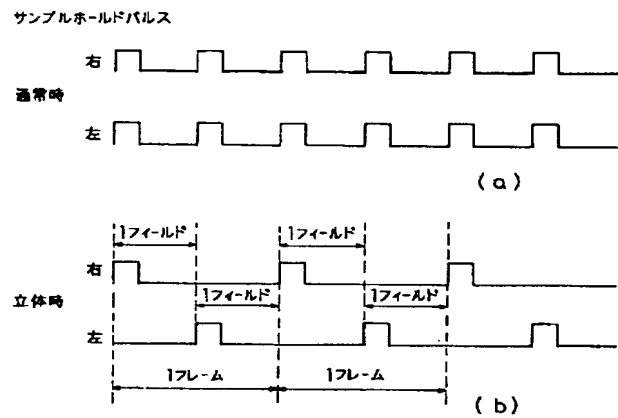 サンプルホールドパルス
右
通常時
左
(a)
1フィールド 1フィールド
右
1フィールド 1フィールド
立体時
左
1フレーム 1フレーム
(b)